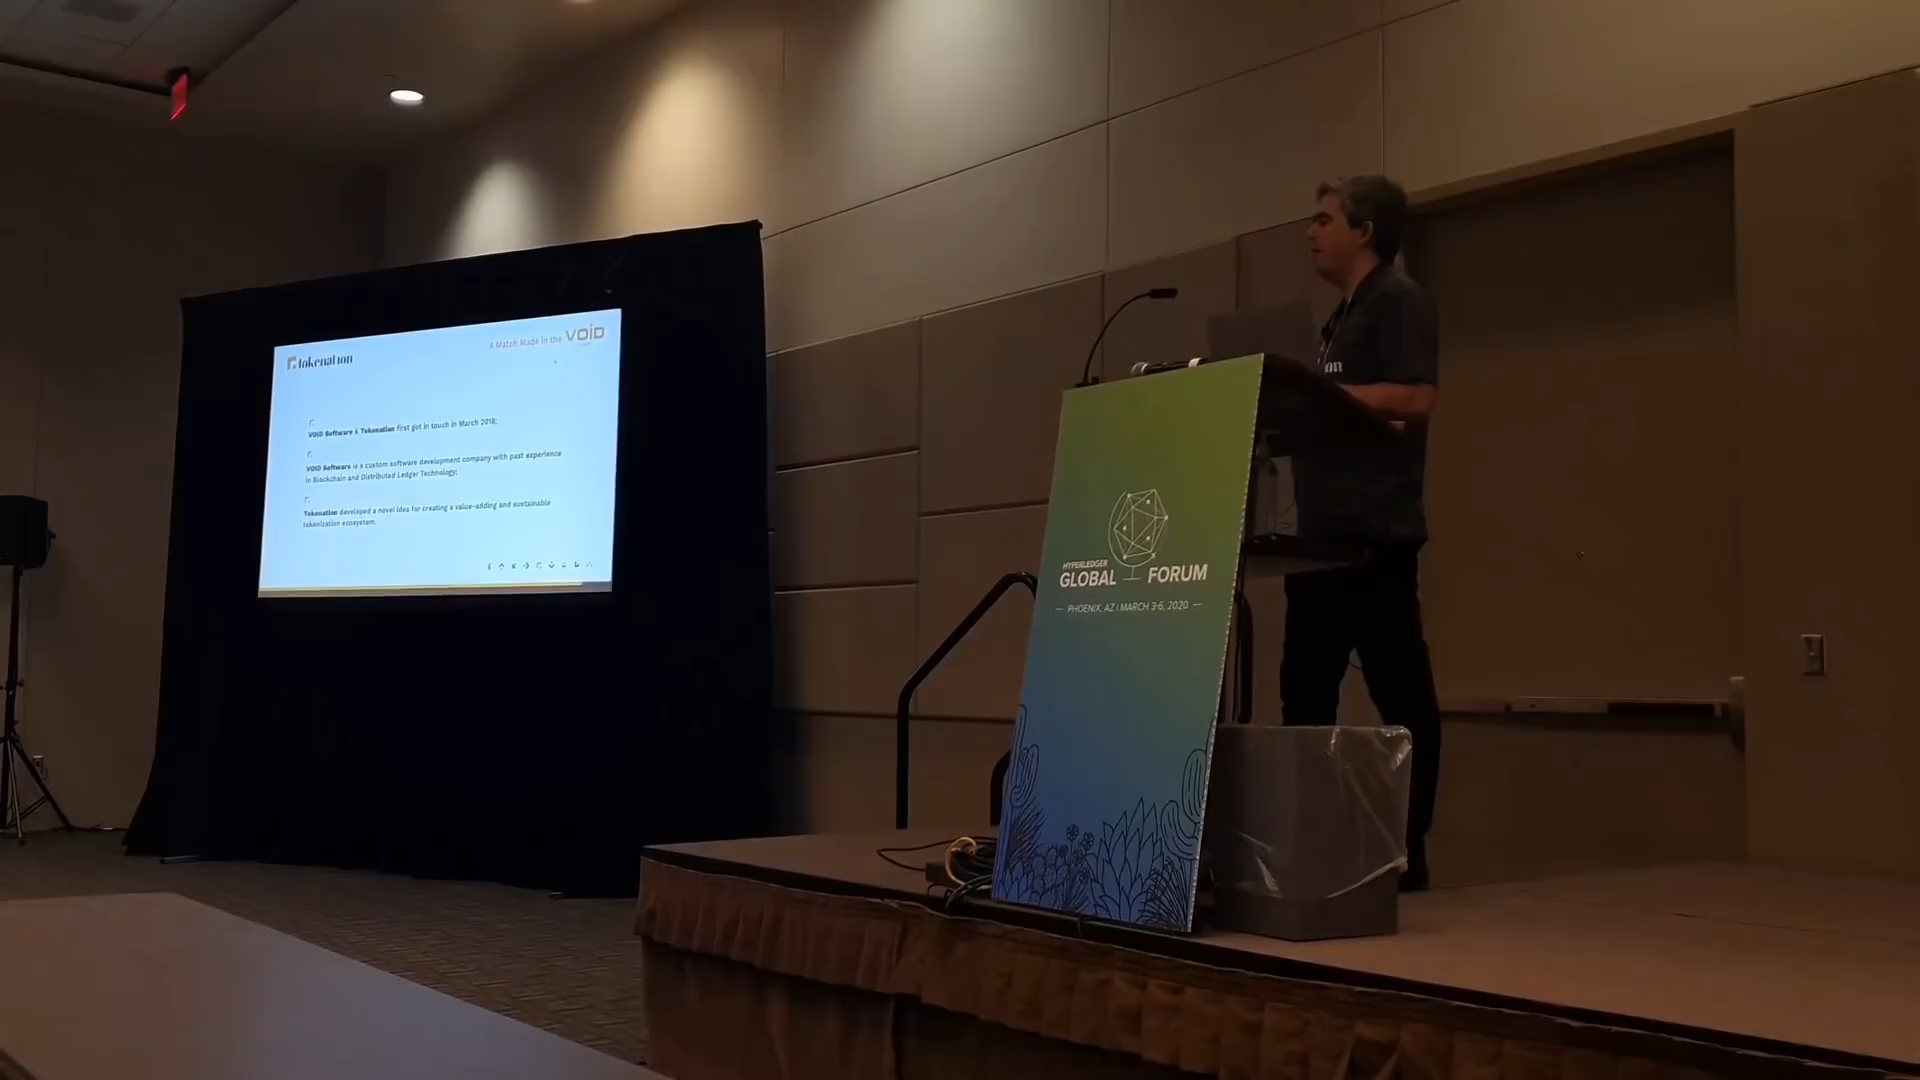 tokenation
A Match Made in the VOID
VOID Software & Tokenation first got in touch in March 2018;
VOID Software is a custom software development company with past experience
in Blockchain and Distributed Ledger Technology;
Tokenation developed a novel idea for creating a value-adding and sustainable
tokenization ecosystem.
ion
HYPERLEDGER
GLOBAL FORUM
PHOENIX, AZ | MARCH 3-6, 2020